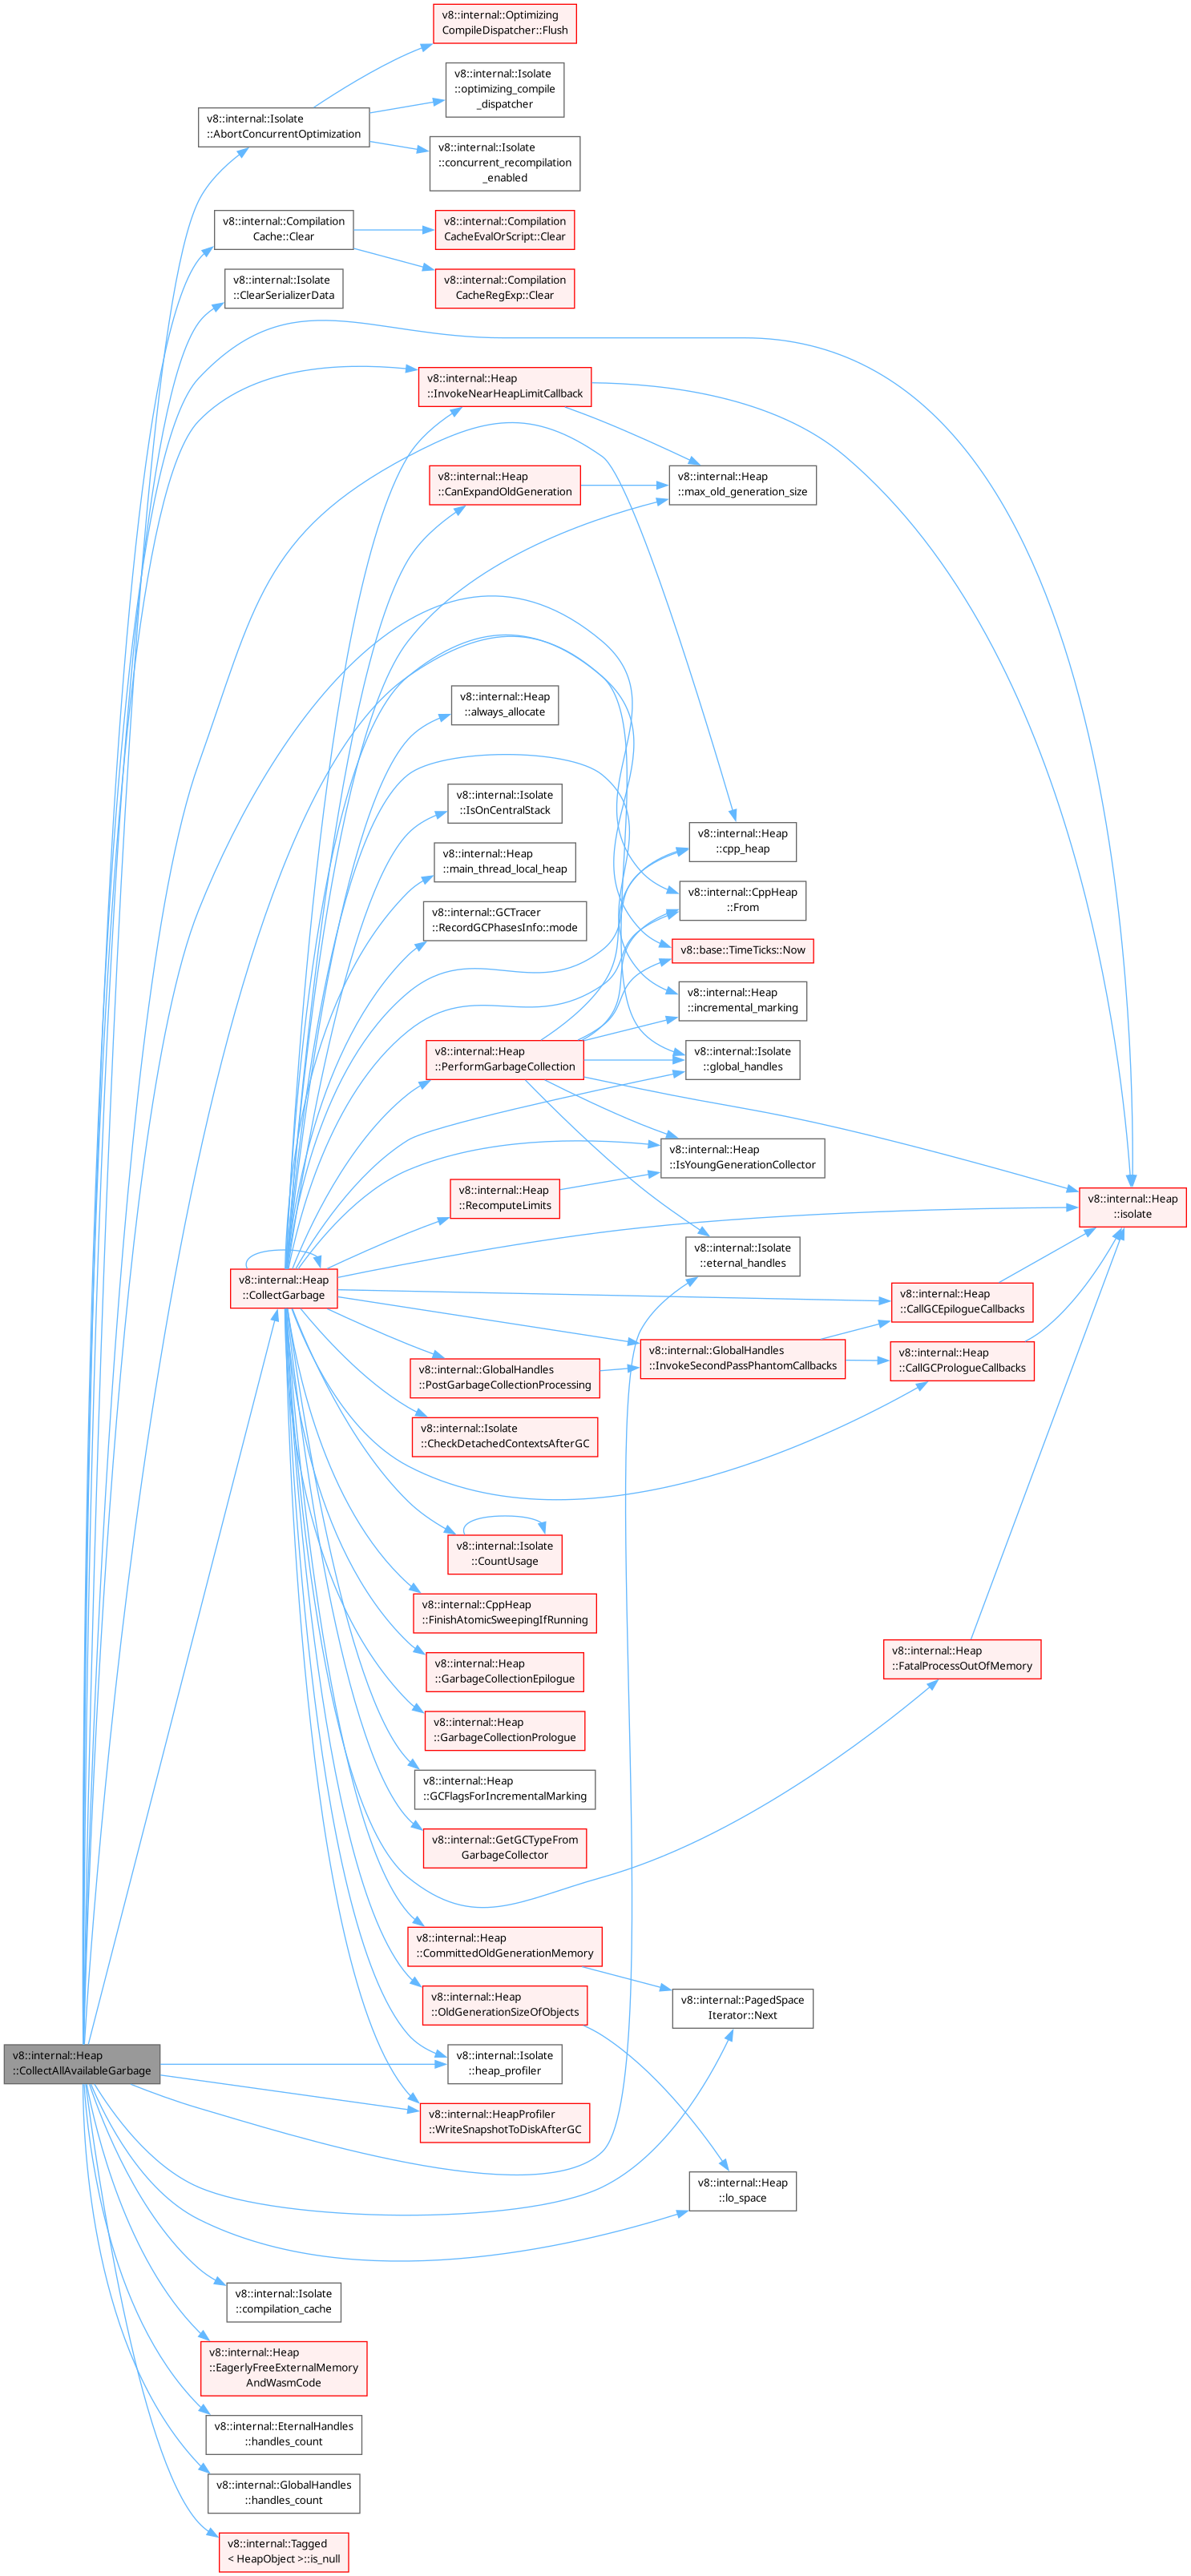 v8::internal::Optimizing
CompileDispatcher::Flush
v8::internal::Isolate
::optimizing_compile
_dispatcher
v8::internal::Isolate
::AbortConcurrentOptimization
v8::internal::Isolate
::concurrent_recompilation
_enabled
v8::internal::Compilation
Cache::Clear
v8::internal::Compilation
CacheEvalOrScript::Clear
v8::internal::Isolate
::ClearSerializerData
v8::internal::Compilation
CacheRegExp::Clear
v8::internal::Heap
::InvokeNearHeapLimitCallback
v8::internal::Heap
::CanExpandOldGeneration
v8::internal::Heap
::max_old_generation_size
v8::internal::Heap
::always_allocate
v8::internal::Isolate
::IsOnCentralStack
v8::internal::Heap
::cpp_heap
v8::internal::Heap
::main_thread_local_heap
v8::internal::CppHeap
::From
v8::internal::GCTracer
::RecordGCPhasesInfo::mode
v8::base::TimeTicks::Now
v8::internal::Heap
::incremental_marking
v8::internal::Heap
::PerformGarbageCollection
v8::internal::Isolate
::global_handles
v8::internal::Heap
::IsYoungGenerationCollector
v8::internal::Heap
::RecomputeLimits
v8::internal::Heap
::isolate
v8::internal::Isolate
::eternal_handles
v8::internal::Heap
::CollectGarbage
v8::internal::Heap
::CallGCEpilogueCallbacks
v8::internal::GlobalHandles
::InvokeSecondPassPhantomCallbacks
v8::internal::Heap
::CallGCPrologueCallbacks
v8::internal::GlobalHandles
::PostGarbageCollectionProcessing
v8::internal::Isolate
::CheckDetachedContextsAfterGC
v8::internal::Isolate
::CountUsage
v8::internal::CppHeap
::FinishAtomicSweepingIfRunning
v8::internal::Heap
::GarbageCollectionEpilogue
v8::internal::Heap
::FatalProcessOutOfMemory
v8::internal::Heap
::GarbageCollectionPrologue
v8::internal::Heap
::GCFlagsForIncrementalMarking
v8::internal::GetGCTypeFrom
GarbageCollector
v8::internal::Heap
::CommittedOldGenerationMemory
v8::internal::Heap
::OldGenerationSizeOfObjects
v8::internal::PagedSpace
Iterator::Next
v8::internal::Heap
::CollectAllAvailableGarbage
v8::internal::Isolate
::heap_profiler
v8::internal::HeapProfiler
::WriteSnapshotToDiskAfterGC
v8::internal::Heap
::lo_space
v8::internal::Isolate
::compilation_cache
v8::internal::Heap
::EagerlyFreeExternalMemory
AndWasmCode
v8::internal::EternalHandles
::handles_count
v8::internal::GlobalHandles
::handles_count
v8::internal::Tagged
< HeapObject >::is_null